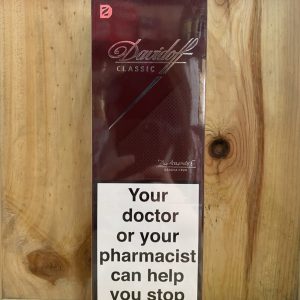 Davidoff
CLASSIC
Your
doctor
or your
pharmacist
can help
you stop